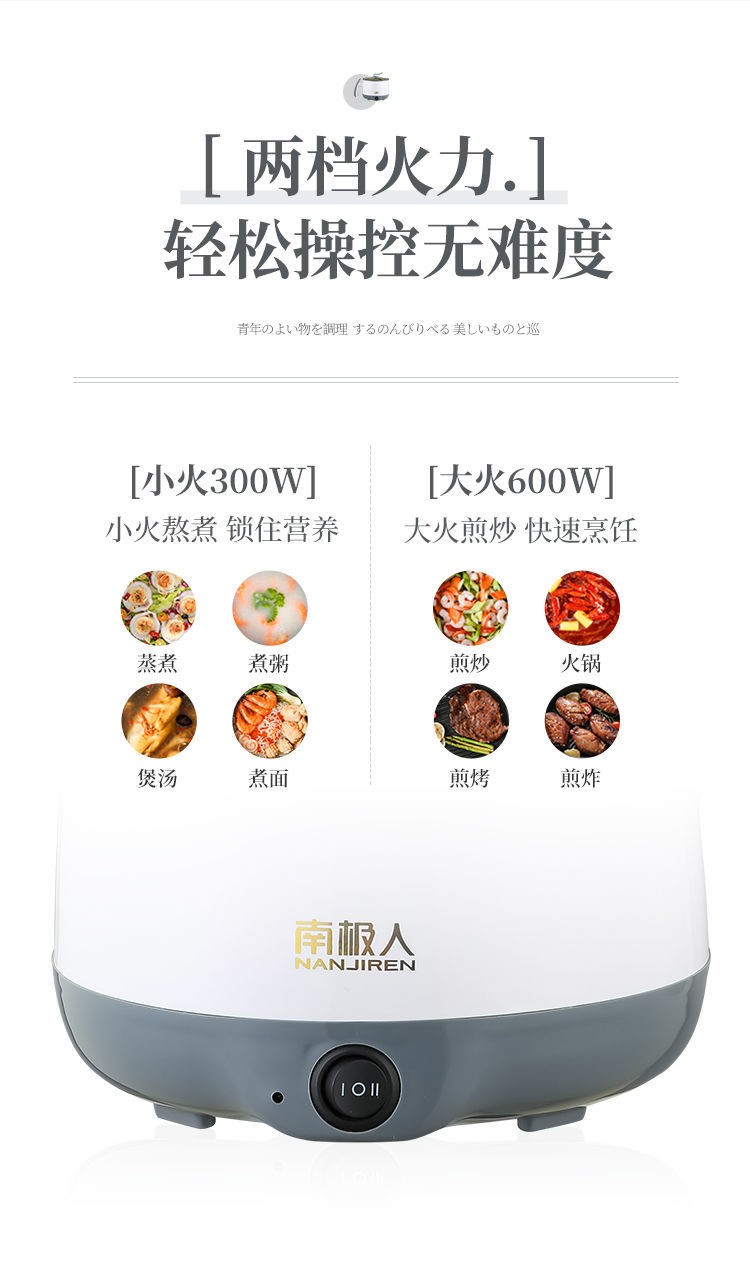 [ 两档火力. ]
轻松操控无难度
青年のよい物を調理 するのんびりべる 美しいものと巡
[小火300W]
小火熬煮 锁住营养
蒸煮
煮粥
煲汤
煮面
[大火600W]
大火煎炒 快速烹饪
煎炒
火锅
煎烤
煎炸
南极人
NANJIREN
I O II